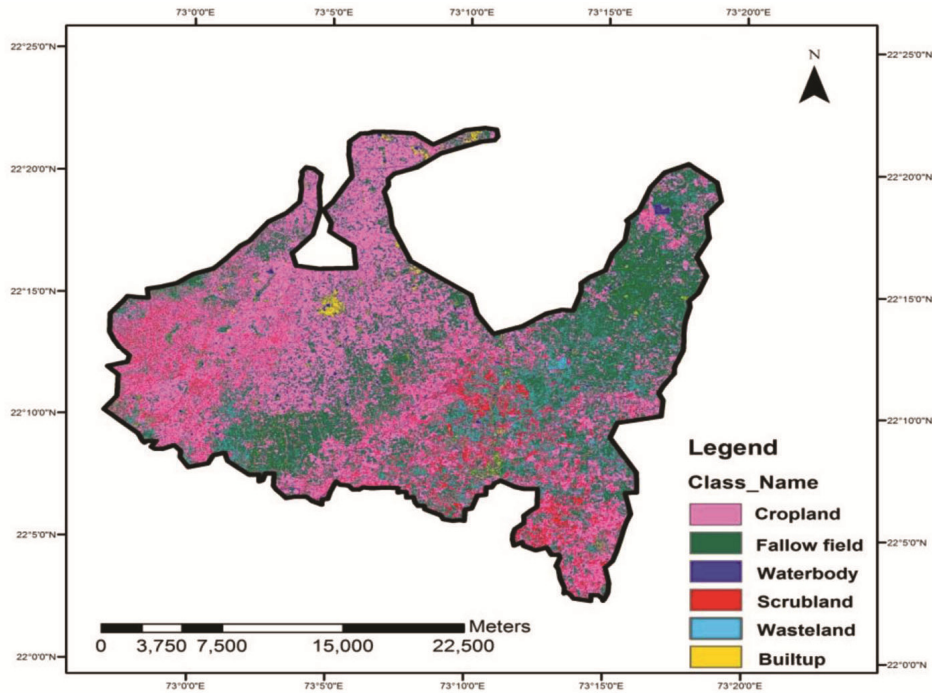 73°0'0"E 73°5'0"E 73°10'0"E 73°15'0"E 73°20'0"E
22°25'0"N 22°25'0"N
N
22°20'0"N 22°20'0"N
22°15'0"N 22°15'0"N
22°10'0"N 22°10'0"N
Legend
Class_Name
Cropland
Fallow field
Waterbody
Scrubland
Wasteland
Builtup
22°5'0"N 22°5'0"N
Meters
0 3,750 7,500 15,000 22,500
22°0'0"N 22°0'0"N
73°0'0"E 73°5'0"E 73°10'0"E 73°15'0"E 73°20'0"E